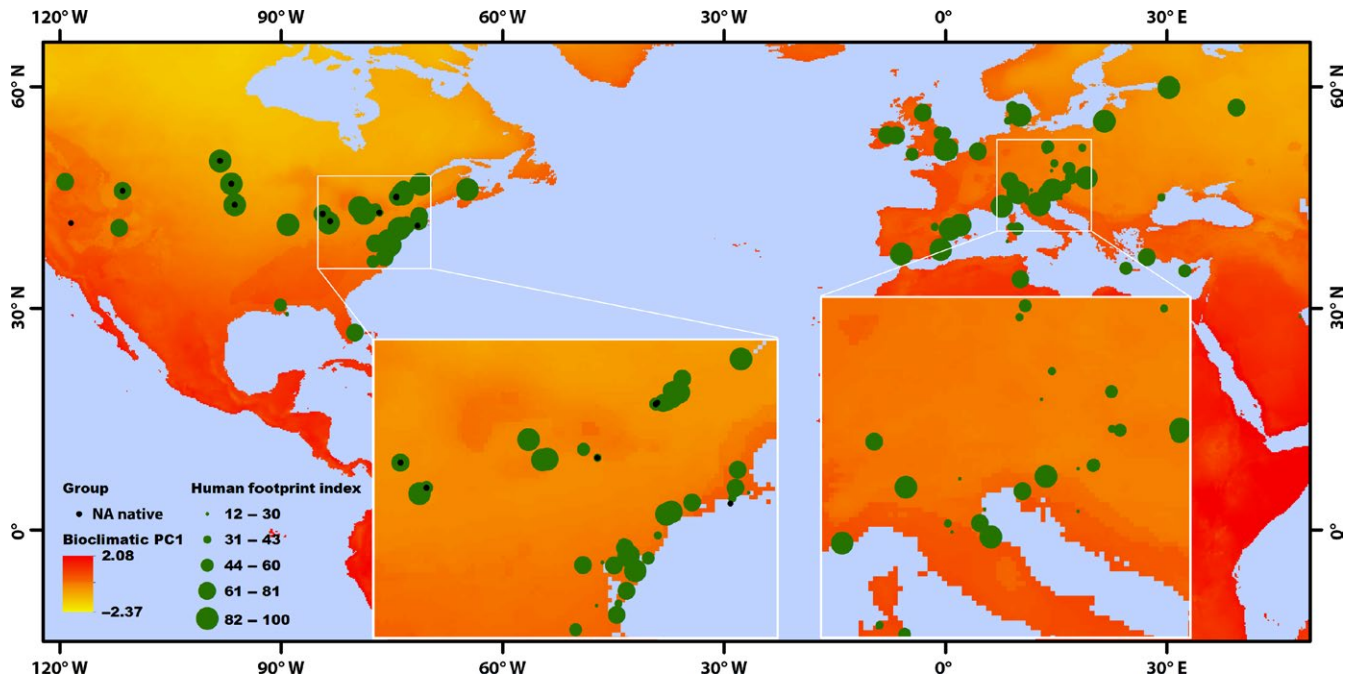 120°W 90°W 60°W 30°W 0° 30°E
60°N 60°N
30°N 30°N
0° 0°
Group
NA native
Bioclimatic PC1
2.08
–2.37
Human footprint index
12 – 30
31 – 43
44 – 60
61 – 81
82 – 100
120°W 90°W 60°W 30°W 0° 30°E